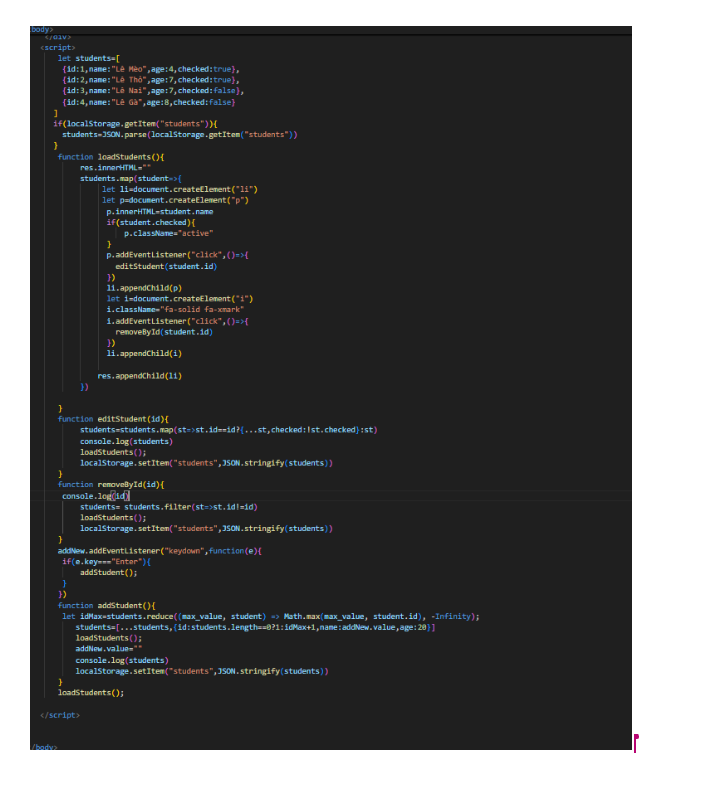 body>
</div>
<script>
let students=[
{id:1,name:"Lê Mèo",age:4,checked:true},
{id:2,name:"Lê Thỏ",age:7,checked:true},
{id:3,name:"Lê Nai",age:7,checked:false},
{id:4,name:"Lê Gà",age:8,checked:false}
]
if(localStorage.getItem("students")){
students=JSON.parse(localStorage.getItem("students"))
}
function loadStudents(){
res.innerHTML=""
students.map(student=>{
let li=document.createElement("li")
let p=document.createElement("p")
p.innerHTML=student.name
if(student.checked){
p.className="active"
}
p.addEventListener("click",()=>{
editStudent(student.id)
})
li.appendChild(p)
let i=document.createElement("i")
i.className="fa-solid fa-xmark"
i.addEventListener("click",()=>{
removeById(student.id)
})
li.appendChild(i)
res.appendChild(li)
})
}
function editStudent(id){
students=students.map(st=>st.id==id?{...st,checked:!st.checked}:st)
console.log(students)
loadStudents();
localStorage.setItem("students",JSON.stringify(students))
}
function removeById(id){
console.log(id)
students= students.filter(st=>st.id!=id)
loadStudents();
localStorage.setItem("students",JSON.stringify(students))
}
addNew.addEventListener("keydown",function(e){
if(e.key==="Enter"){
addStudent();
}
})
function addStudent(){
let idMax=students.reduce((max_value, student) => Math.max(max_value, student.id), -Infinity);
students=[...students,{id:students.length==0?1:idMax+1,name:addNew.value,age:20}]
loadStudents();
addNew.value=""
console.log(students)
localStorage.setItem("students",JSON.stringify(students))
}
loadStudents();
</script>
/body>